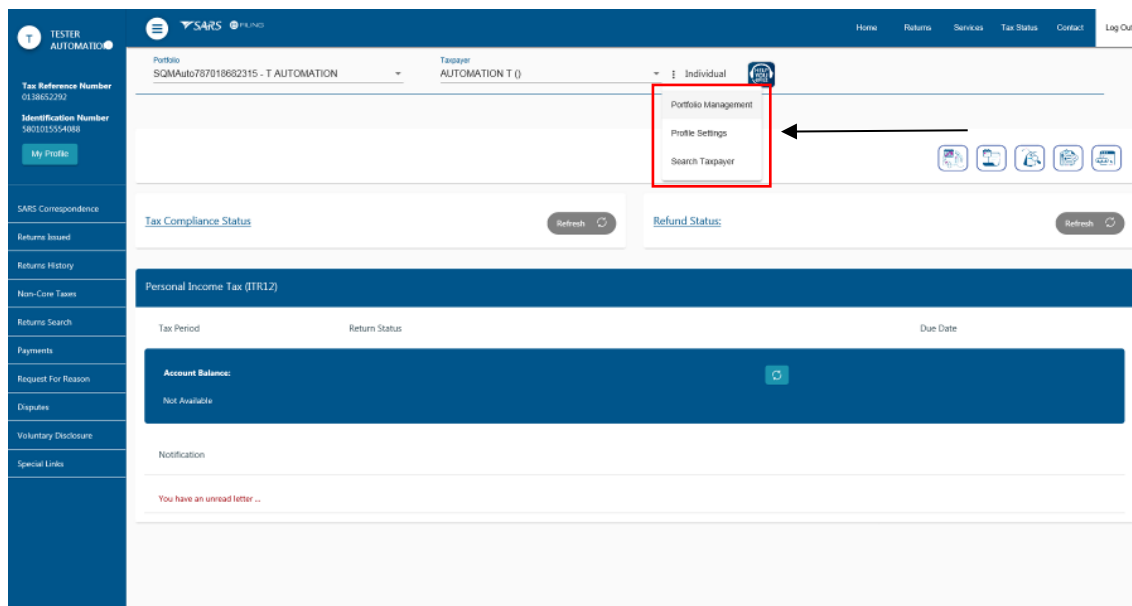 T
TESTER
AUTOMATION
Tax Reference Number
0138652292
Identification Number
5801015554088
My Profile
SARS Correspondence
Returns Issued
Returns History
Non-Core Taxes
Returns Search
Payments
Request For Reason
Disputes
Voluntary Disclosure
Special Links
SARS eFILING
Home Returns Services Tax Status Contact Log Out
Portfolio
SQMAuto787018682315 - T AUTOMATION
Taxpayer
AUTOMATION T ()
Individual
HELP YOU
Portfolio Management
Profile Settings
Search Taxpayer
Tax Compliance Status
Refresh
Refund Status:
Refresh
Personal Income Tax (ITR12)
Tax Period Return Status Due Date
Account Balance:
Not Available
Notification
You have an unread letter ...